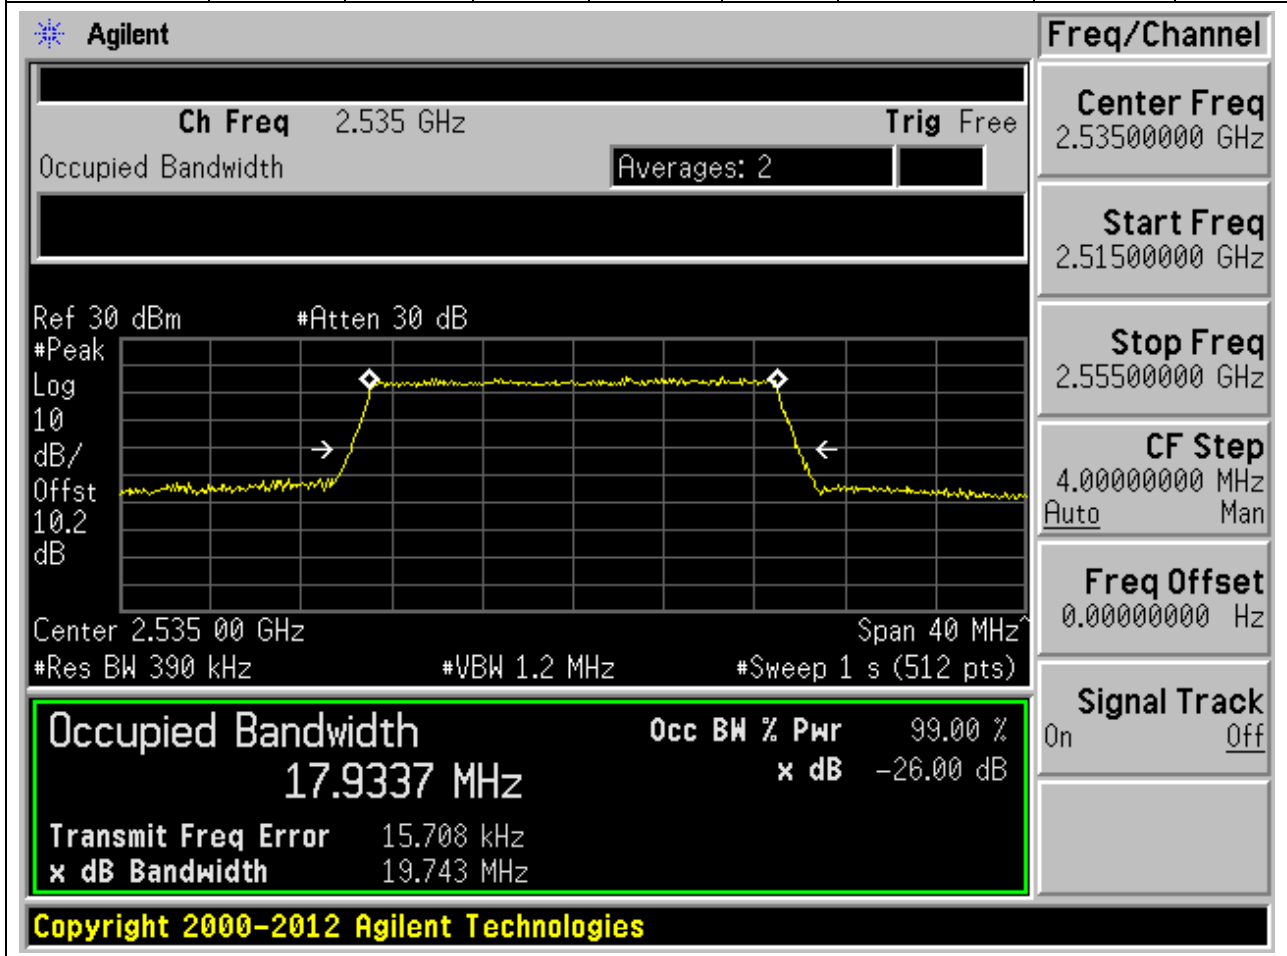 Agilent
Freq/Channel
Ch Freq 2.535 GHz Trig Free
Occupied Bandwidth Averages: 2
Center Freq
2.53500000 GHz
Start Freq
2.51500000 GHz
Stop Freq
2.55500000 GHz
CF Step
4.00000000 MHz
Auto Man
Freq Offset
0.00000000 Hz
Signal Track
On Off
Ref 30 dBm #Atten 30 dB
#Peak
Log
10
dB/
Offst
10.2
dB
Center 2.535 00 GHz Span 40 MHz^
#Res BW 390 kHz #VBW 1.2 MHz #Sweep 1 s (512 pts)
Occupied Bandwidth Occ BW % Pwr 99.00 %
17.9337 MHz x dB -26.00 dB
Transmit Freq Error 15.708 kHz
x dB Bandwidth 19.743 MHz
Copyright 2000-2012 Agilent Technologies